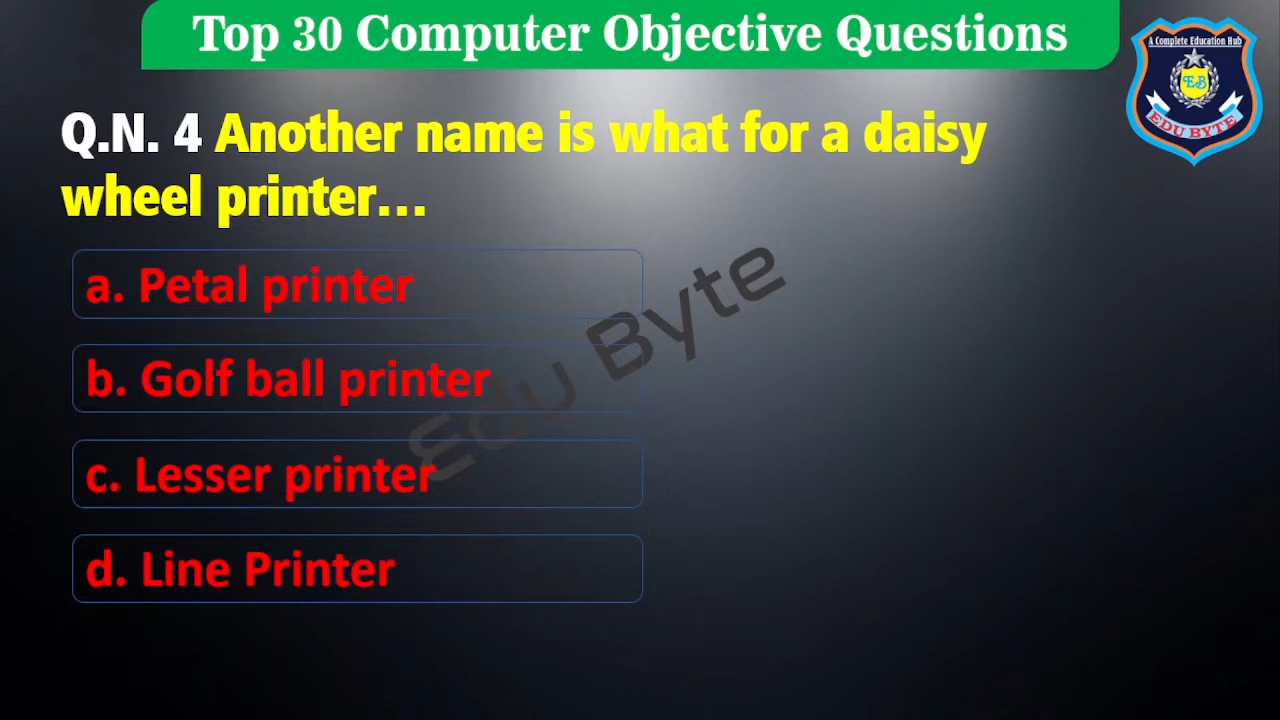 Top 30 Computer Objective Questions
A Complete Education Hub
EB
EDU BYTE
Q.N. 4 Another name is what for a daisy
wheel printer...
a. Petal printer
b. Golf ball printer
c. Lesser printer
d. Line Printer
Edu Byte